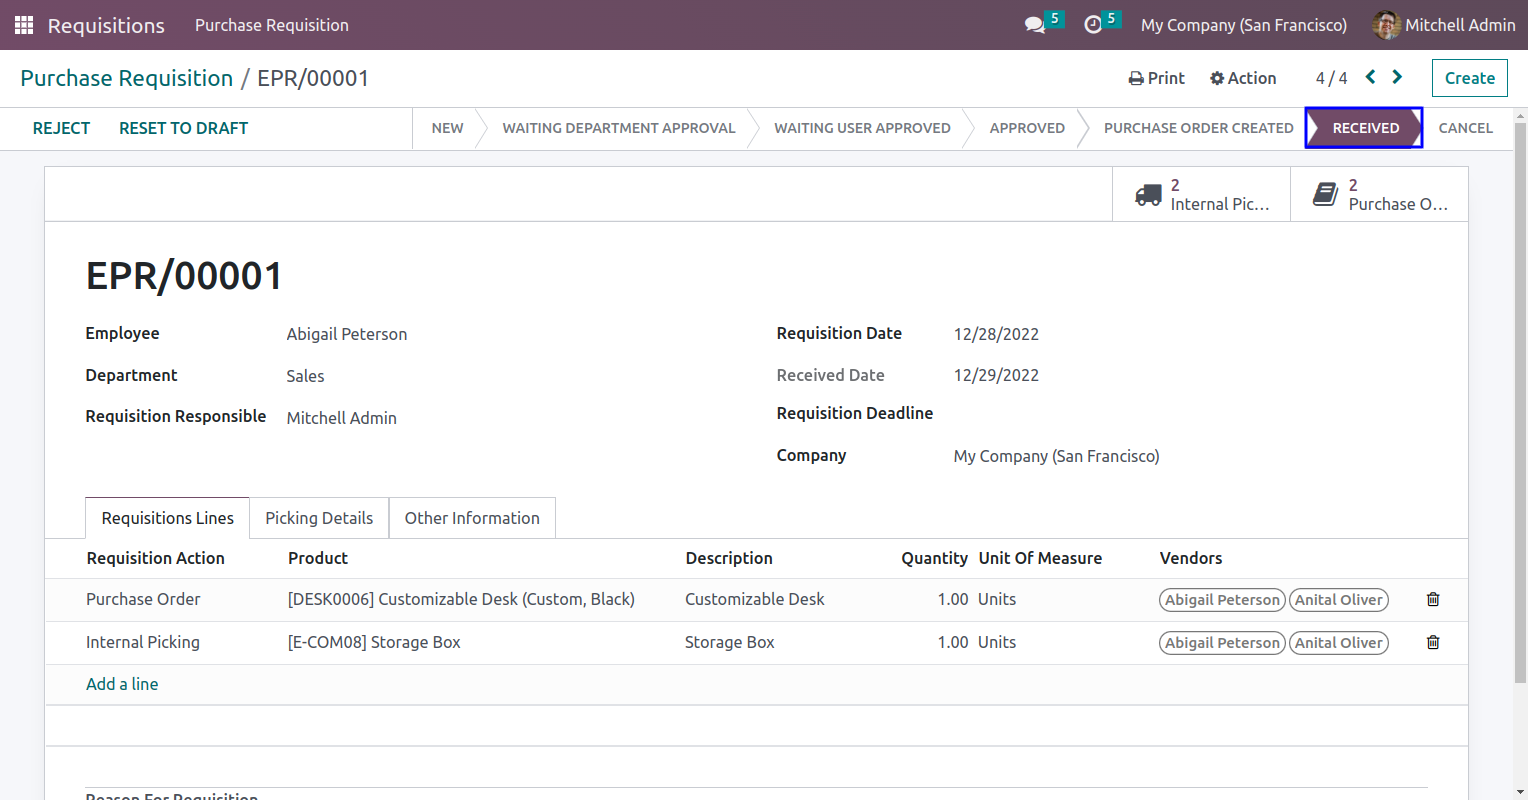 Requisitions Purchase Requisition 5 5 My Company (San Francisco) Mitchell Admin
Purchase Requisition / EPR/00001 Print Action 4 / 4 Create
REJECT RESET TO DRAFT NEW WAITING DEPARTMENT APPROVAL WAITING USER APPROVED APPROVED PURCHASE ORDER CREATED RECEIVED CANCEL
2 Internal Pic...
2 Purchase O...
EPR/00001
Employee Abigail Peterson Requisition Date 12/28/2022
Department Sales Received Date 12/29/2022
Requisition Responsible Mitchell Admin Requisition Deadline
Company My Company (San Francisco)
Requisitions Lines Picking Details Other Information
Requisition Action Product Description Quantity Unit Of Measure Vendors
Purchase Order [DESK0006] Customizable Desk (Custom, Black) Customizable Desk 1.00 Units Abigail Peterson Anital Oliver
Internal Picking [E-COM08] Storage Box Storage Box 1.00 Units Abigail Peterson Anital Oliver
Add a line
Reason For Requisition